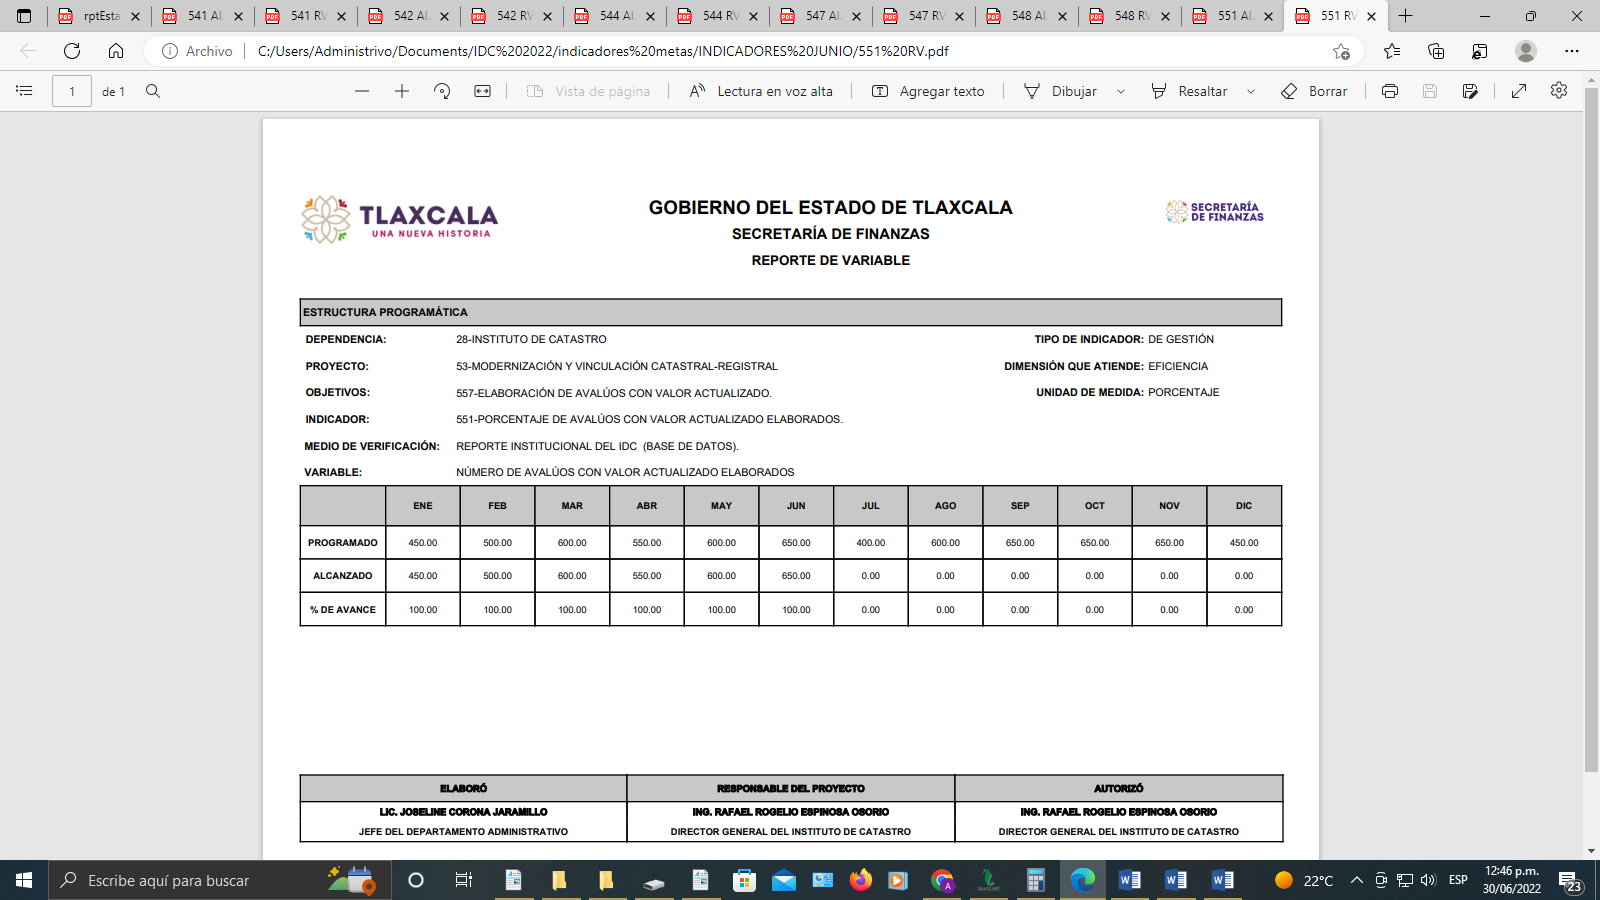 rptEsta
541 AI.
541 RV
542 AI.
542 RV
544 AI.
544 RV
547 AI.
547 RV
548 AI.
548 RV
551 AI.
551 RV
Archivo
C:/Users/Administrivo/Documents/IDC%202022/indicadores%20metas/INDICADORES%20JUNIO/551%20RV.pdf
1 de 1 Vista de página Lectura en voz alta Agregar texto Dibujar Resaltar Borrar
TLAXCALA
UNA NUEVA HISTORIA
GOBIERNO DEL ESTADO DE TLAXCALA
SECRETARÍA DE FINANZAS
REPORTE DE VARIABLE
SECRETARÍA
DE FINANZAS
ESTRUCTURA PROGRAMÁTICA
DEPENDENCIA: 28-INSTITUTO DE CATASTRO TIPO DE INDICADOR: DE GESTIÓN
PROYECTO: 53-MODERNIZACIÓN Y VINCULACIÓN CATASTRAL-REGISTRAL DIMENSIÓN QUE ATIENDE: EFICIENCIA
OBJETIVOS: 557-ELABORACIÓN DE AVALÚOS CON VALOR ACTUALIZADO. UNIDAD DE MEDIDA: PORCENTAJE
INDICADOR: 551-PORCENTAJE DE AVALÚOS CON VALOR ACTUALIZADO ELABORADOS.
MEDIO DE VERIFICACIÓN: REPORTE INSTITUCIONAL DEL IDC (BASE DE DATOS).
VARIABLE: NÚMERO DE AVALÚOS CON VALOR ACTUALIZADO ELABORADOS
ENE FEB MAR ABR MAY JUN JUL AGO SEP OCT NOV DIC
PROGRAMADO 450.00 500.00 600.00 550.00 600.00 650.00 400.00 600.00 650.00 650.00 650.00 450.00
ALCANZADO 450.00 500.00 600.00 550.00 600.00 650.00 0.00 0.00 0.00 0.00 0.00 0.00
% DE AVANCE 100.00 100.00 100.00 100.00 100.00 100.00 0.00 0.00 0.00 0.00 0.00 0.00
ELABORÓ RESPONSABLE DEL PROYECTO AUTORIZÓ
LIC. JOSELINE CORONA JARAMILLO ING. RAFAEL ROGELIO ESPINOSA OSORIO ING. RAFAEL ROGELIO ESPINOSA OSORIO
JEFE DEL DEPARTAMENTO ADMINISTRATIVO DIRECTOR GENERAL DEL INSTITUTO DE CATASTRO DIRECTOR GENERAL DEL INSTITUTO DE CATASTRO
Escribe aquí para buscar
22°C
ESP
12:46 p.m.
30/06/2022
23